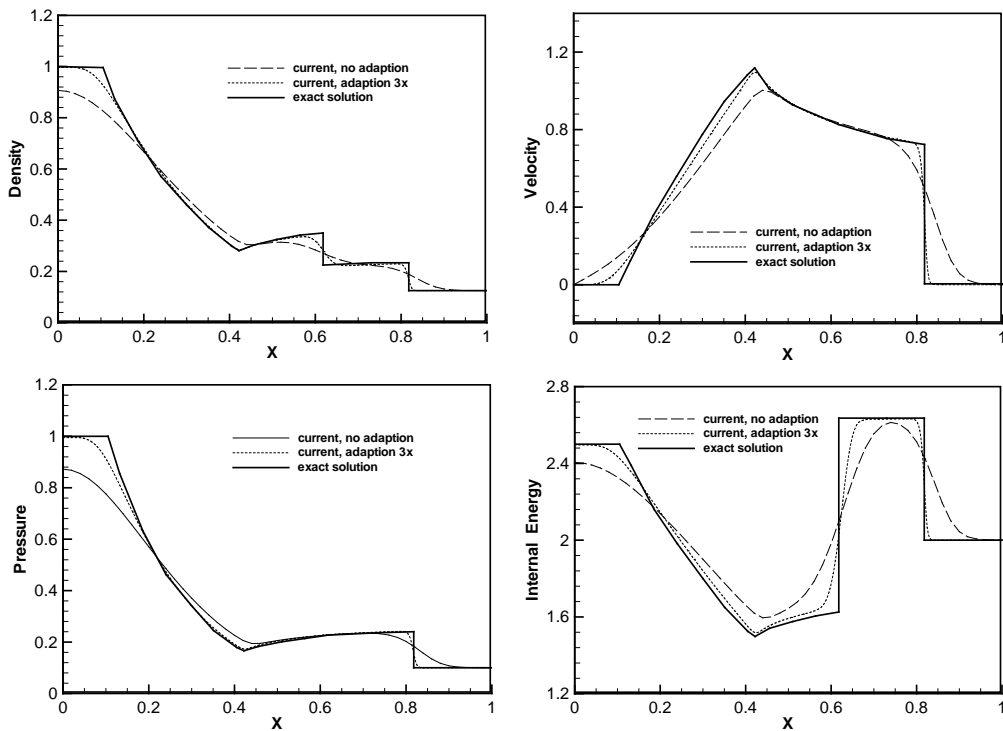 1.2
1
0.8
0.6
0.4
0.2
0
Density
current, no adaption
current, adaption 3x
exact solution
0 0.2 0.4 0.6 0.8 1
X
1.2
0.8
0.4
0
Velocity
current, no adaption
current, adaption 3x
exact solution
0 0.2 0.4 0.6 0.8 1
X
1.2
1
0.8
0.6
0.4
0.2
0
Pressure
current, no adaption
current, adaption 3x
exact solution
0 0.2 0.4 0.6 0.8 1
X
2.8
2.4
2
1.6
1.2
Internal Energy
current, no adaption
current, adaption 3x
exact solution
0 0.2 0.4 0.6 0.8 1
X